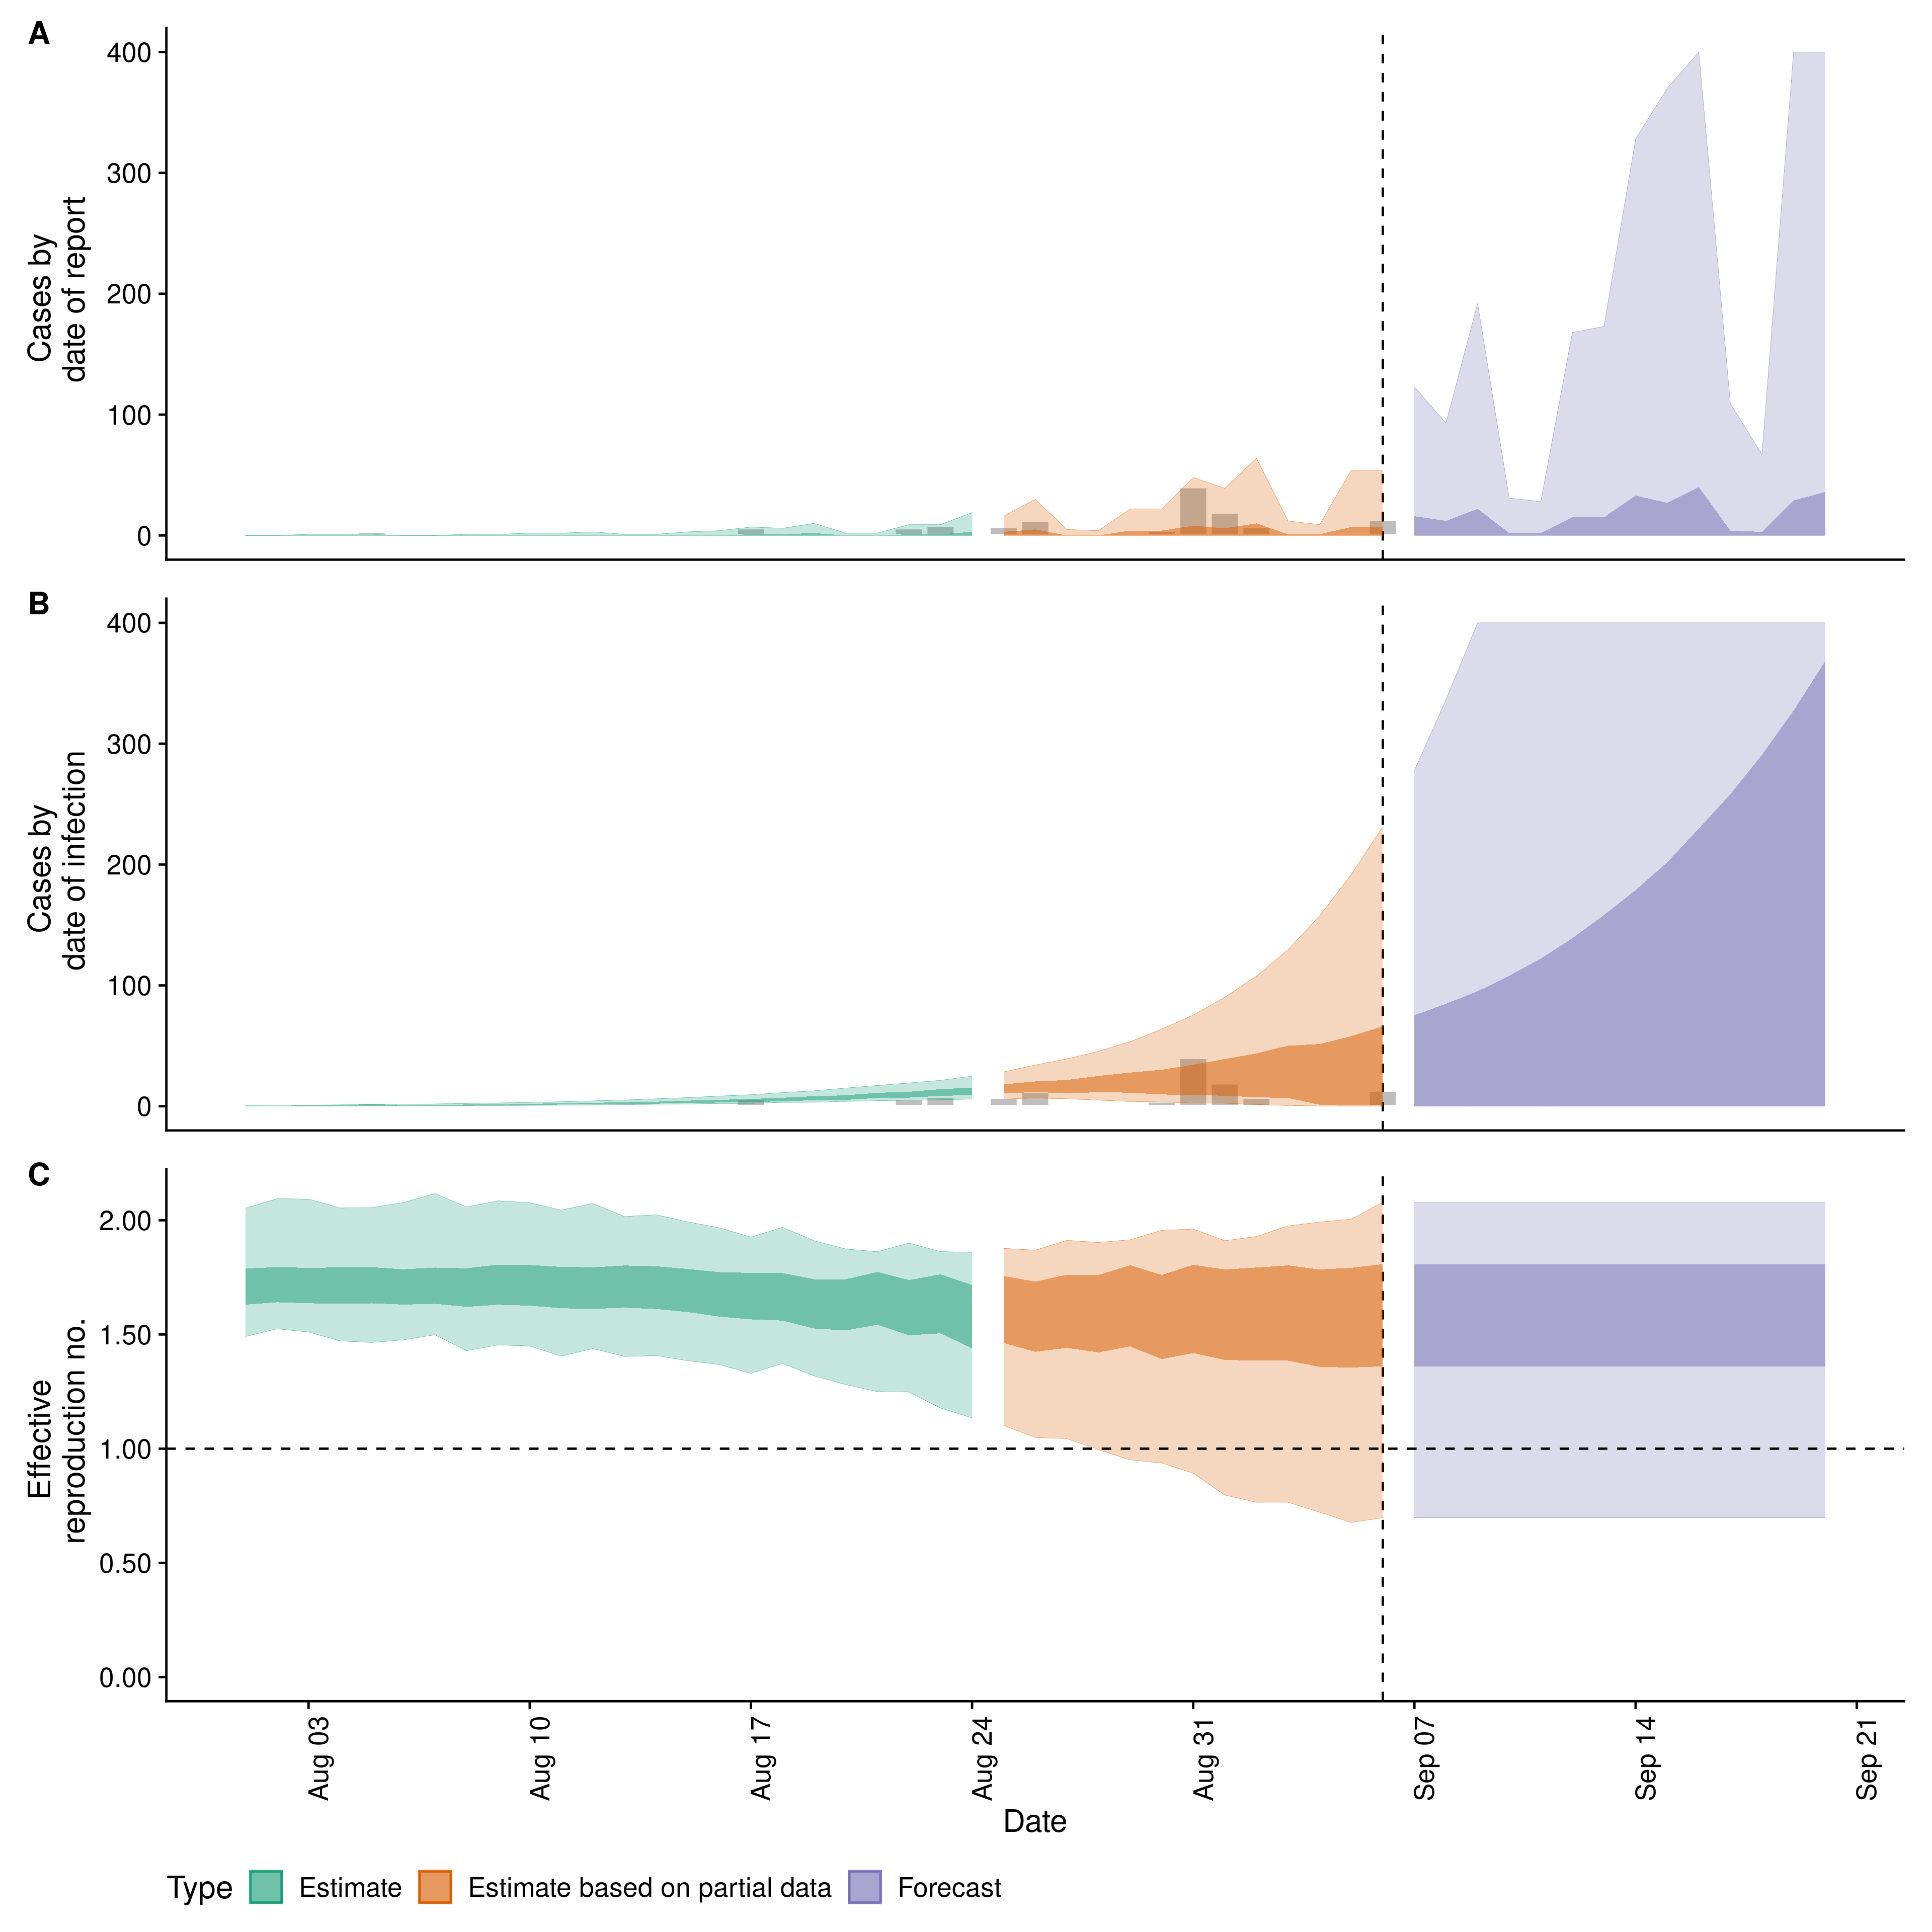 A
400
300
200
100
0
Cases by
date of report
B
400
300
200
100
0
Cases by
date of infection
C
2.00
1.50
1.00
0.50
0.00
Effective
reproduction no.
Aug 03
Aug 10
Aug 17
Aug 24
Aug 31
Sep 07
Sep 14
Sep 21
Date
Type Estimate Estimate based on partial data Forecast